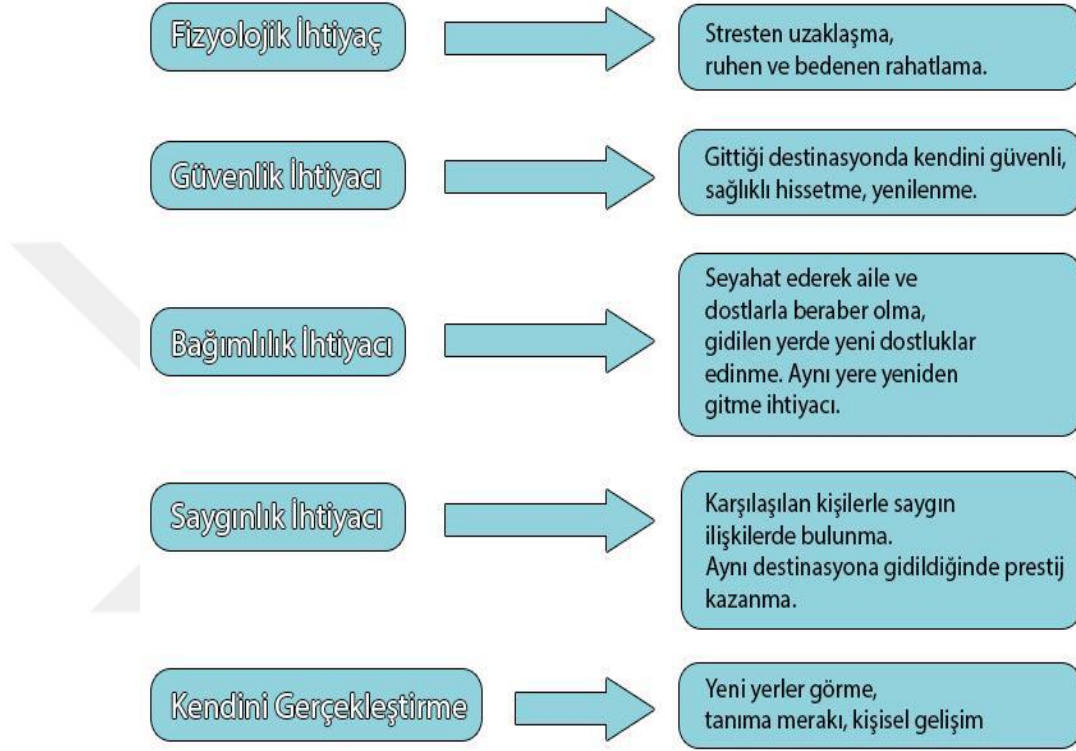 Fizyolojik İhtiyaç
Stresten uzaklaşma,
ruhen ve bedenen rahatlama.
Güvenlik İhtiyacı
Gittiği destinasyonda kendini güvenli,
sağlıklı hissetme, yenilenme.
Bağımlılık İhtiyacı
Seyahat ederek aile ve
dostlarla beraber olma,
gidilen yerde yeni dostluklar
edinme. Aynı yere yeniden
gitme ihtiyacı.
Saygınlık İhtiyacı
Karşılaşılan kişilerle saygın
ilişkilerde bulunma.
Aynı destinasyona gidildiğinde prestij
kazanma.
Kendini Gerçekleştirme
Yeni yerler görme,
tanıma merakı, kişisel gelişim